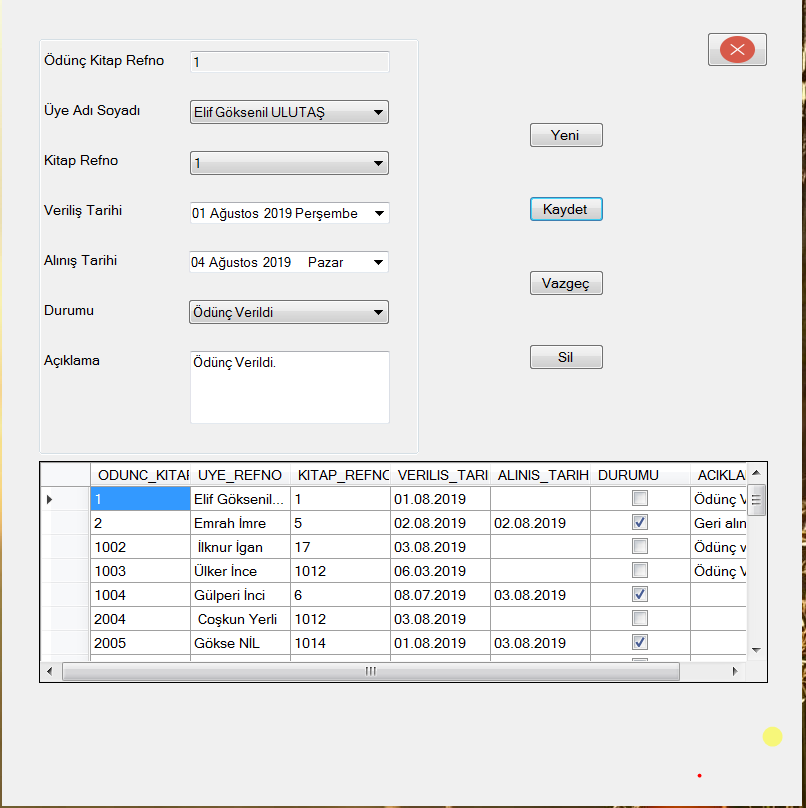 Ödünç Kitap Refno 1
Üye Adı Soyadı Elif Göksenil ULUTAŞ
Kitap Refno 1
Veriliş Tarihi 01 Ağustos 2019 Perşembe
Alınış Tarihi 04 Ağustos 2019 Pazar
Durumu Ödünç Verildi
Açıklama Ödünç Verildi.
Yeni
Kaydet
Vazgeç
Sil
ODUNC_KITAP UYE_REFNO KITAP_REFNO VERILIS_TARI ALINIS_TARIH DURUMU ACIKLA
1 Elif Göksenil... 1 01.08.2019 Ödünç V
2 Emrah İmre 5 02.08.2019 02.08.2019 Geri alın
1002 İlknur İgan 17 03.08.2019 Ödünç v
1003 Ülker İnce 1012 06.03.2019 Ödünç V
1004 Gülperi İnci 6 08.07.2019 03.08.2019
2004 Coşkun Yerli 1012 03.08.2019
2005 Gökse NİL 1014 01.08.2019 03.08.2019